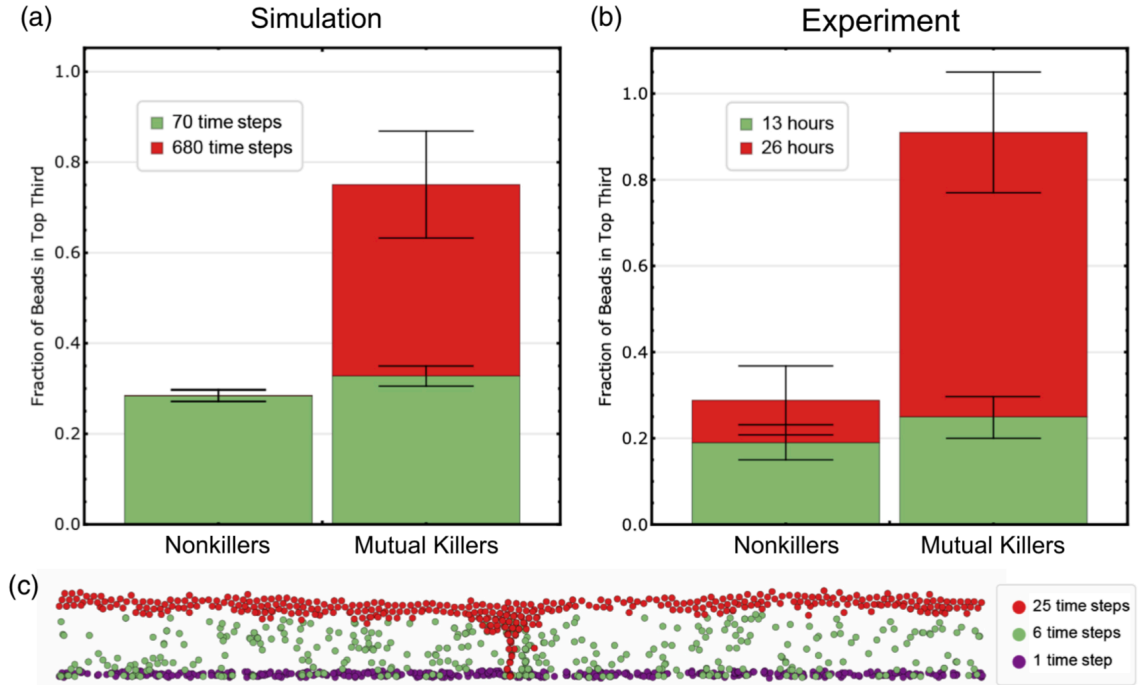 (a)
Simulation
Fraction of Beads in Top Third
1.0
0.8
0.6
0.4
0.2
0.0
70 time steps
680 time steps
Nonkillers
Mutual Killers
(b)
Experiment
Fraction of Beads in Top Third
1.0
0.8
0.6
0.4
0.2
0.0
13 hours
26 hours
Nonkillers
Mutual Killers
(c)
25 time steps
6 time steps
1 time step